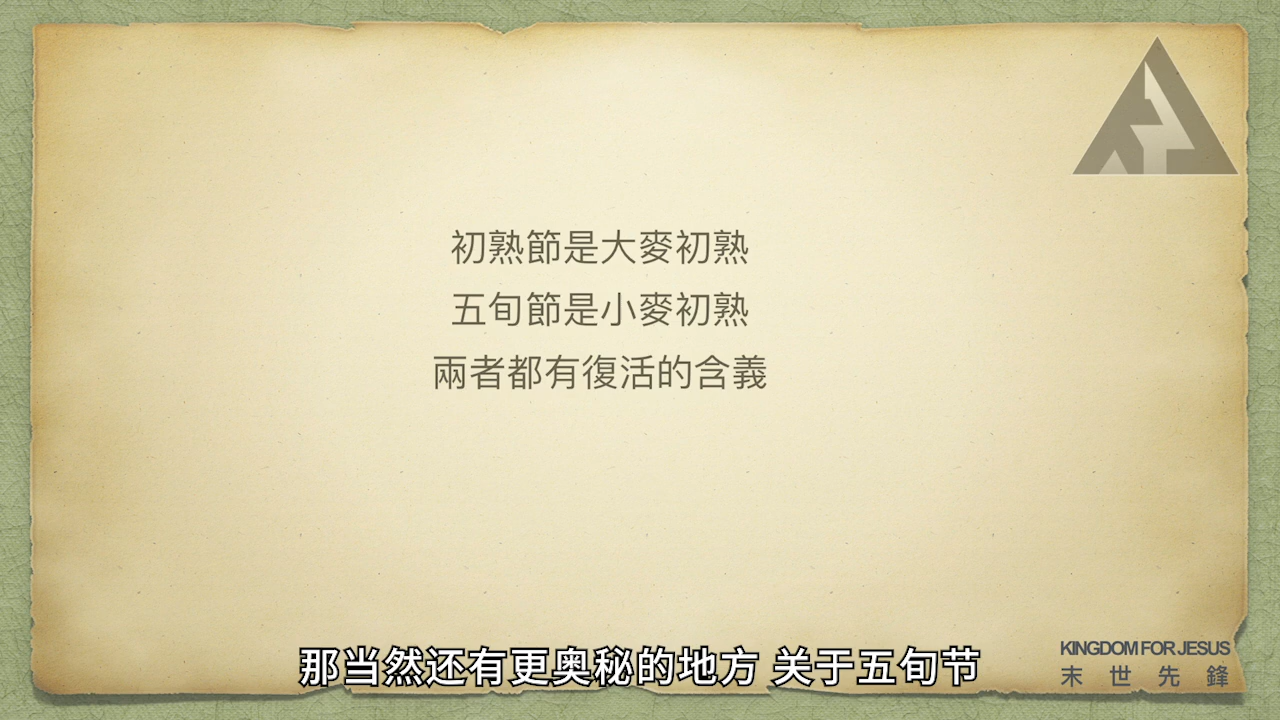 初熟節是大麥初熟
五旬節是小麥初熟
兩者都有復活的含義
那当然还有更奥秘的地方 关于五旬节
KINGDOM FOR JESUS
末世先鋒